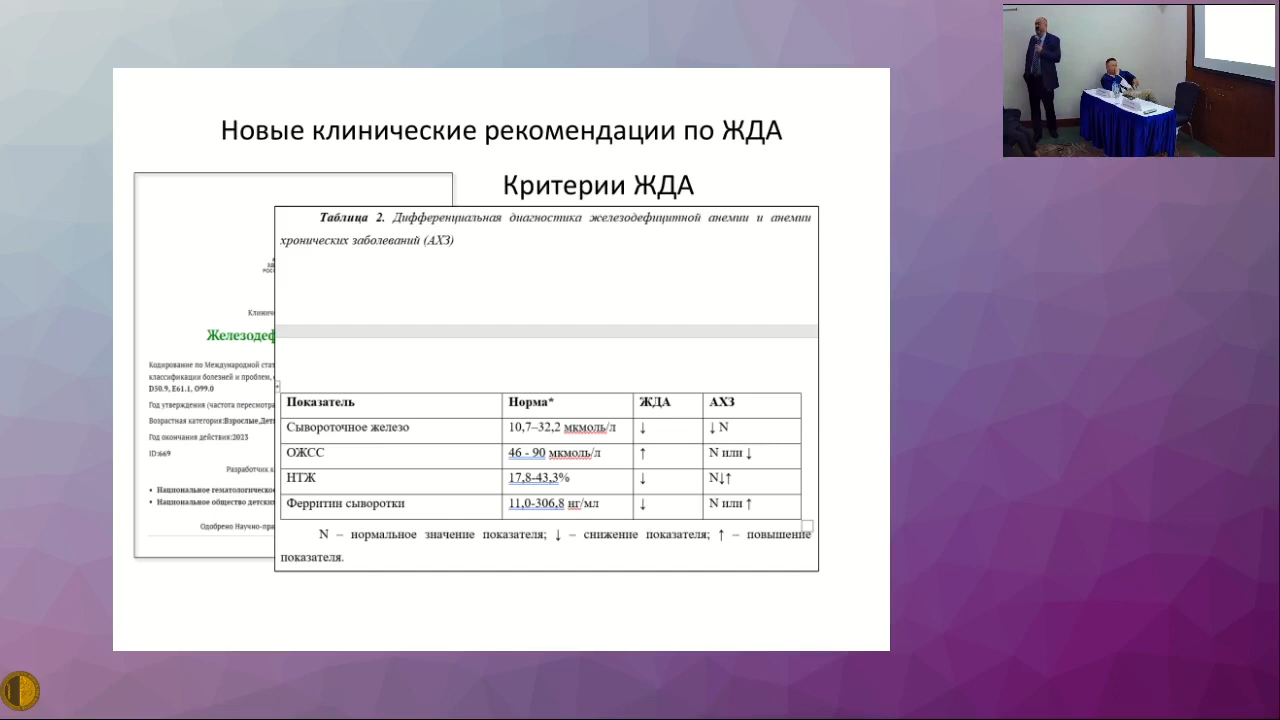 Новые клинические рекомендации по ЖДА
Критерии ЖДА
Таблица 2. Дифференциальная диагностика железодефицитной анемии и анемии
хронических заболеваний (АХЗ)
Показатель Норма* ЖДА АХЗ
Сывороточное железо 10,7–32,2 мкмоль/л ↓ ↓ N
ОЖСС 46 - 90 мкмоль/л ↑ N или ↓
НТЖ 17,8-43,3% ↓ N↓↑
Ферритин сыворотки 11,0-306,8 нг/мл ↓ N или ↑
N – нормальное значение показателя; ↓ – снижение показателя; ↑ – повышение
показателя.
Железодеф
Кодирование по Международной стат
классификации болезней и проблем,
D50.9, E61.1, O99.0
Год утверждения (частота пересмотра
Возрастная категория:Взрослые,Дет
Год окончания действия:2023
ID:669
Разработчик к
• Национальное гематологическо
• Национальное общество детских
Одобрено Научно-пра